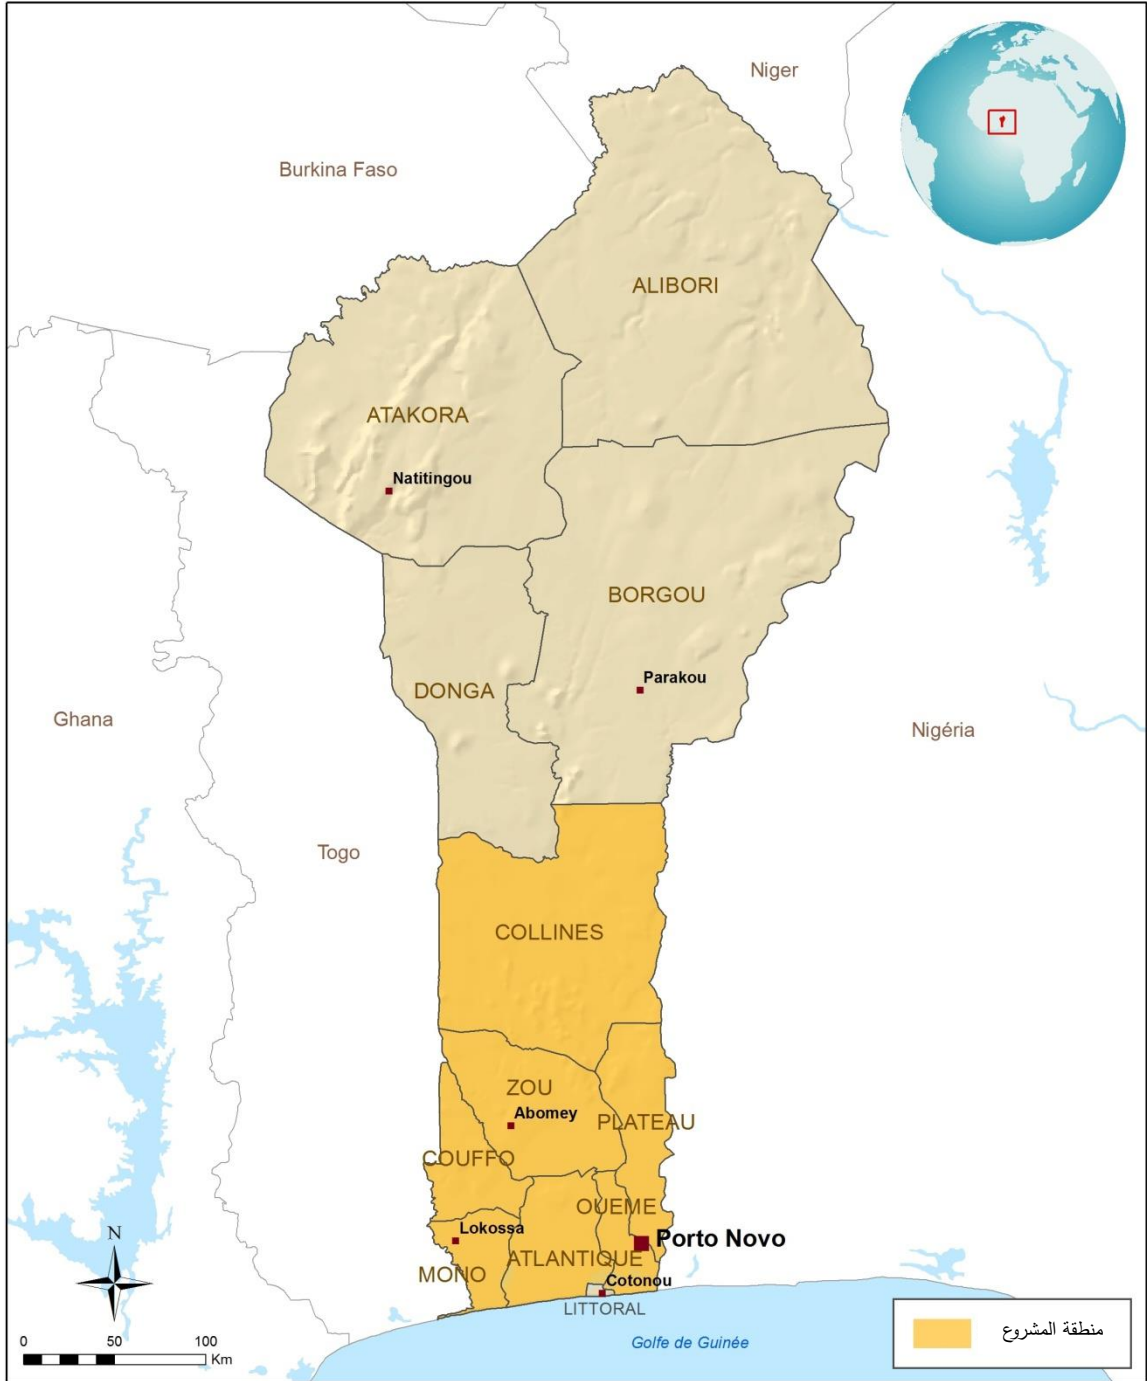 Niger
Burkina Faso
ALIBORI
ATAKORA
Natitingou
BORGOU
Parakou
DONGA
Ghana
Nigéria
Togo
COLLINES
ZOU
Abomey
PLATEAU
COUFFO
OUEME
Lokossa
Porto Novo
ATLANTIQUE
MONO
Cotonou
LITTORAL
N
Golfe de Guinée
0 50 100
Km
منطقة المشروع